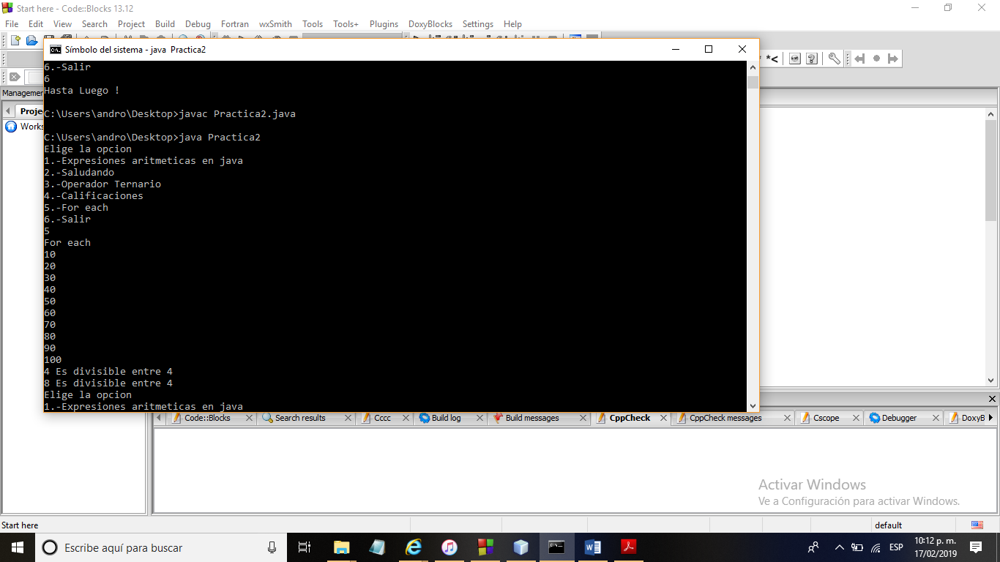 Start here - Code::Blocks 13.12
File Edit View Search Project Build Debug Fortran wxSmith Tools Tools+ Plugins DoxyBlocks Settings Help
Símbolo del sistema - java Practica2
*<
Managemen
Proje
Works
6.-Salir
6
Hasta Luego !
C:\Users\andro\Desktop>javac Practica2.java
C:\Users\andro\Desktop>java Practica2
Elige la opcion
1.-Expresiones aritmeticas en java
2.-Saludando
3.-Operador Ternario
4.-Calificaciones
5.-For each
6.-Salir
5
For each
10
20
30
40
50
60
70
80
90
100
4 Es divisible entre 4
8 Es divisible entre 4
Elige la opcion
1.-Expresiones aritmeticas en java
Code::Blocks Search results Cccc Build log Build messages CppCheck CppCheck messages Cscope Debugger DoxyB
Activar Windows
Ve a Configuración para activar Windows.
Start here default
Escribe aquí para buscar
ESP
10:12 p. m.
17/02/2019